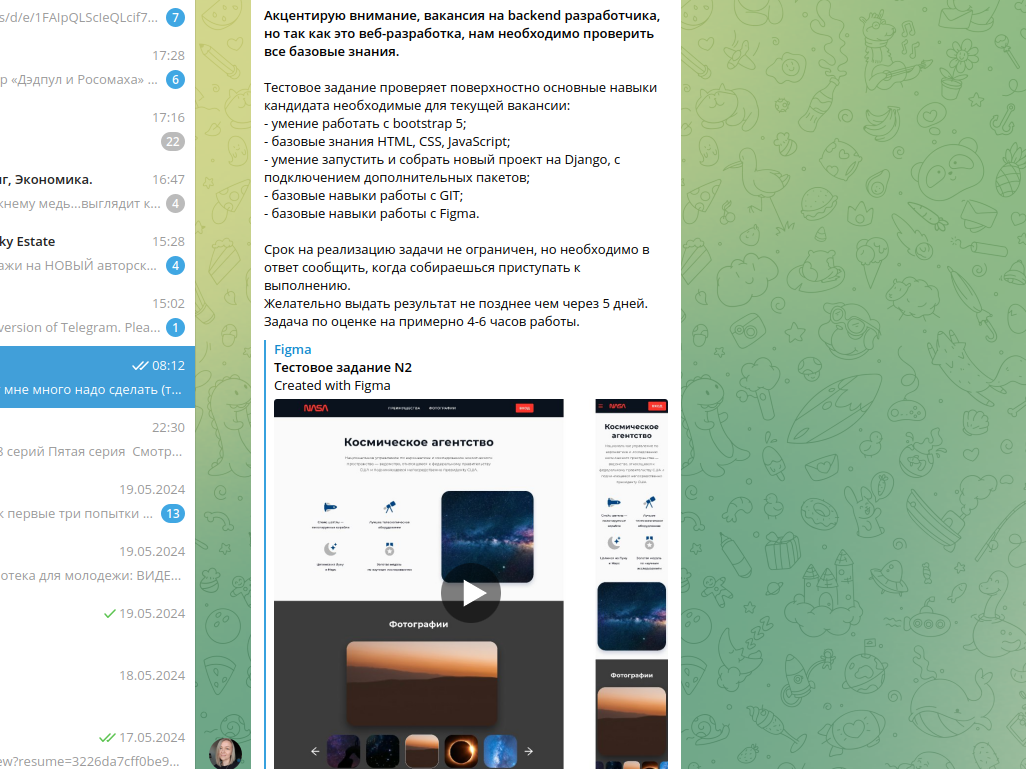 s/d/e/1FAIpQLScIeQLcif7...
7
17:28
р «Дэдпул и Росомаха» ...
6
17:16
22
нг, Экономика.
16:47
жнему медь...выглядит к...
4
ky Estate
15:28
ажи на НОВЫЙ авторск...
4
15:02
version of Telegram. Plea...
1
08:12
мне много надо сделать (т...
22:30
8 серий Пятая серия Смотр...
19.05.2024
к первые три попытки ...
13
19.05.2024
отека для молодежи: ВИДЕ...
19.05.2024
18.05.2024
17.05.2024
ew?resume=3226da7cff0be9...
Акцентирую внимание, вакансия на backend разработчика,
но так как это веб-разработка, нам необходимо проверить
все базовые знания.
Тестовое задание проверяет поверхностно основные навыки
кандидата необходимые для текущей вакансии:
- умение работать с bootstrap 5;
- базовые знания HTML, CSS, JavaScript;
- умение запустить и собрать новый проект на Django, с
подключением дополнительных пакетов;
- базовые навыки работы с GIT;
- базовые навыки работы с Figma.
Срок на реализацию задачи не ограничен, но необходимо в
ответ сообщить, когда собираешься приступать к
выполнению.
Желательно выдать результат не позднее чем через 5 дней.
Задача по оценке на примерно 4-6 часов работы.
Figma
Тестовое задание N2
Created with Figma
NASA
ПРЕИМУЩЕСТВА
ФОТОГРАФИИ
Космическое агентство
Фотографии
NASA
Космическое
агентство
Фотографии